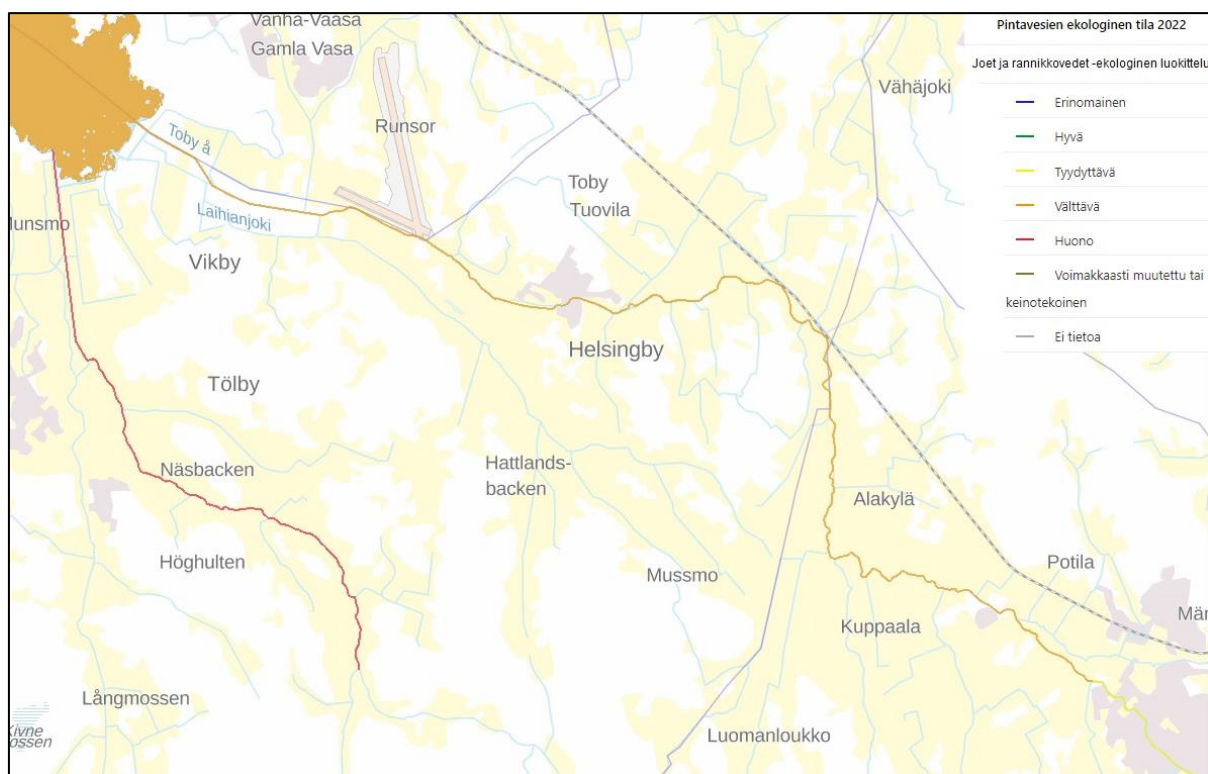 Vanha-Vaasa
Gamla Vasa
Pintavesien ekologinen tila 2022
Joet ja rannikkovedet -ekologinen luokittelu
Erinomainen
Hyvä
Tyydyttävä
Välttävä
Huono
Voimakkaasti muutettu tai
keinotekoinen
Ei tietoa
Vähäjoki
Runsor
Toby å
Toby
Tuovila
Laihianjoki
Vikby
Helsingby
Tölby
Näsbacken
Hattlands-
backen
Alakylä
Höghulten
Mussmo
Potila
Kuppaala
Långmossen
Luomanloukko